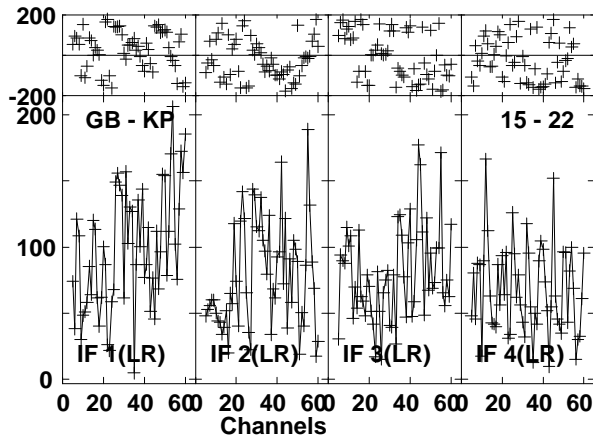 200
0
-200
200
100
0
GB - KP
15 - 22
IF 1(LR)
IF 2(LR)
IF 3(LR)
IF 4(LR)
0 20 40 60 0 20 40 60 0 20 40 60 0 20 40 60
Channels